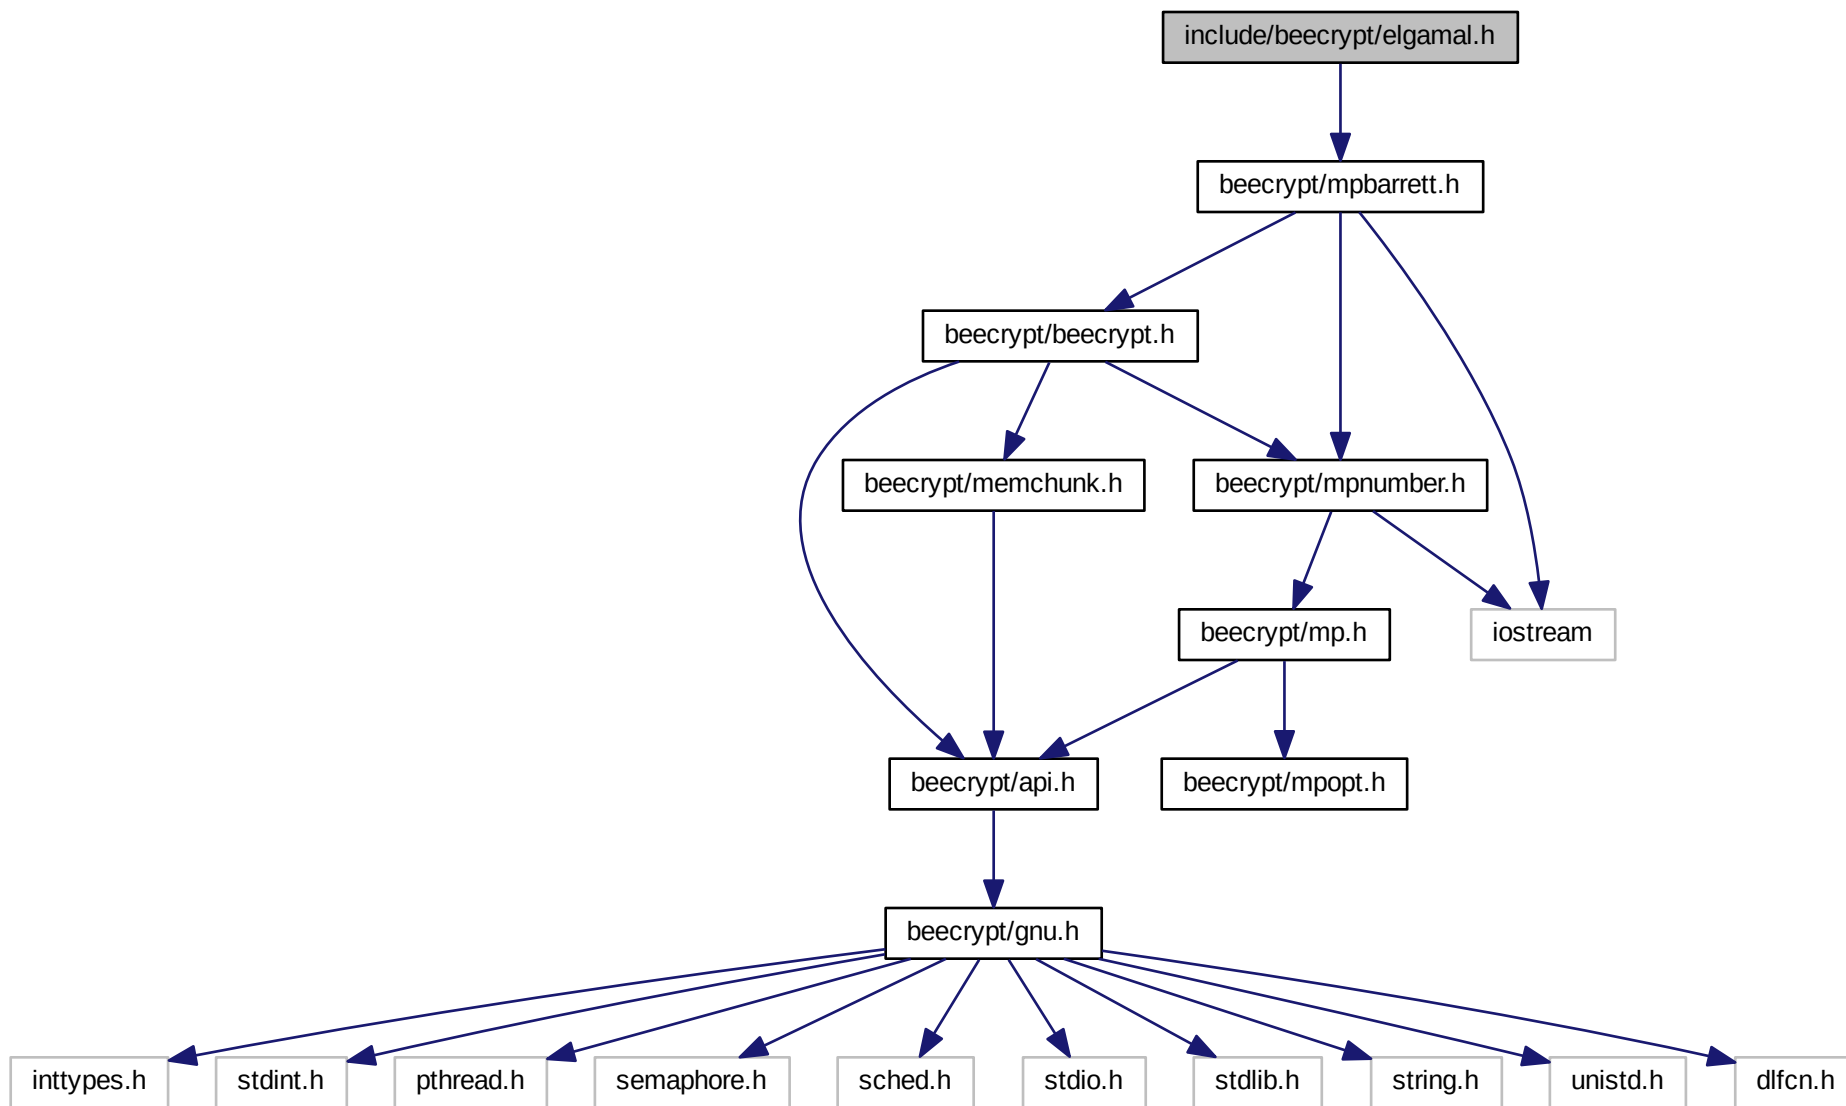 include/beecrypt/elgamal.h
beecrypt/mpbarrett.h
beecrypt/beecrypt.h
beecrypt/memchunk.h
beecrypt/mpnumber.h
beecrypt/mp.h
iostream
beecrypt/api.h
beecrypt/mpopt.h
beecrypt/gnu.h
inttypes.h
stdint.h
pthread.h
semaphore.h
sched.h
stdio.h
stdlib.h
string.h
unistd.h
dlfcn.h